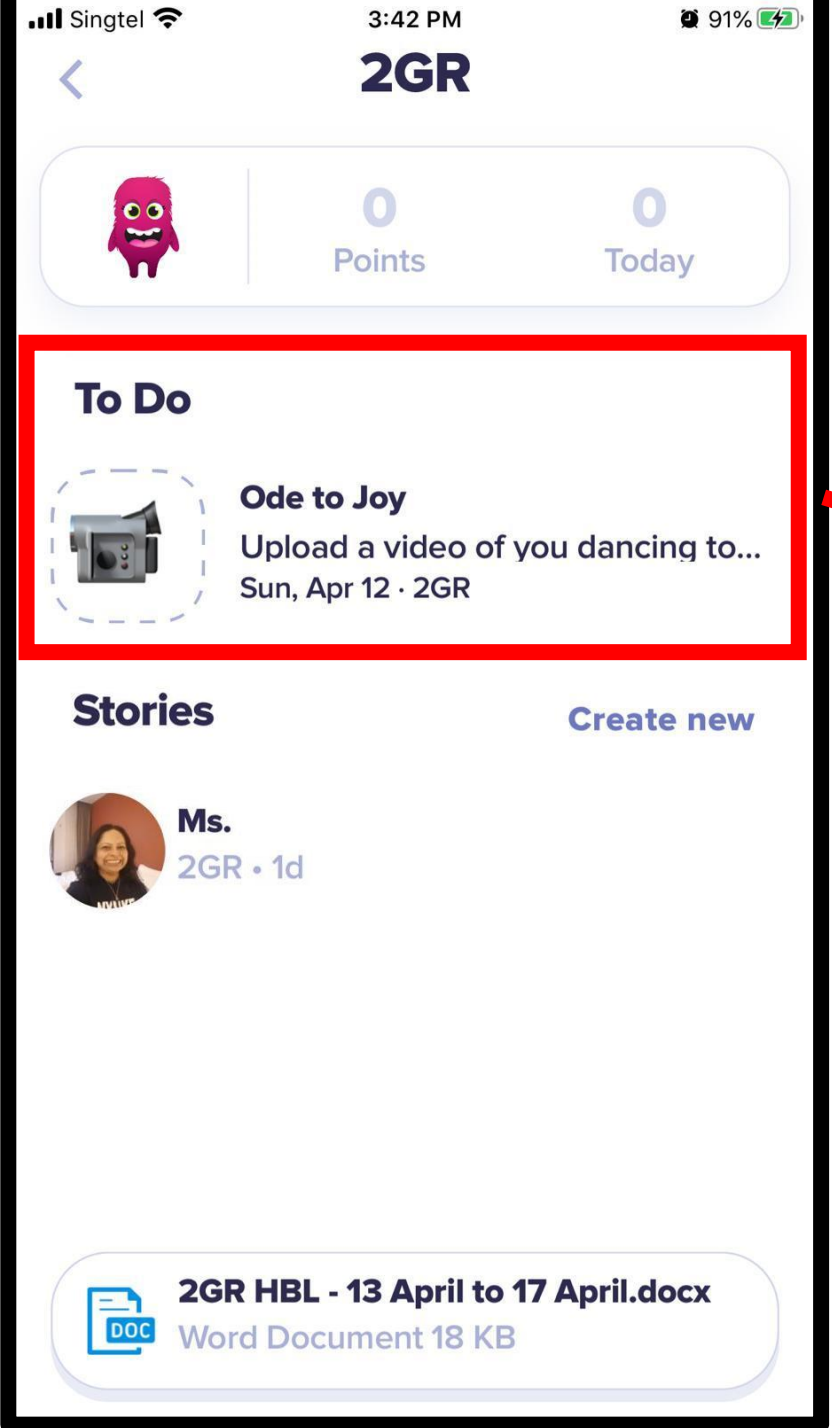 Singtel 3:42 PM 91%
2GR
0 0
Points Today
To Do
Ode to Joy
Upload a video of you dancing to...
Sun, Apr 12 · 2GR
Stories Create new
Ms.
2GR • 1d
2GR HBL - 13 April to 17 April.docx
DOC
Word Document 18 KB